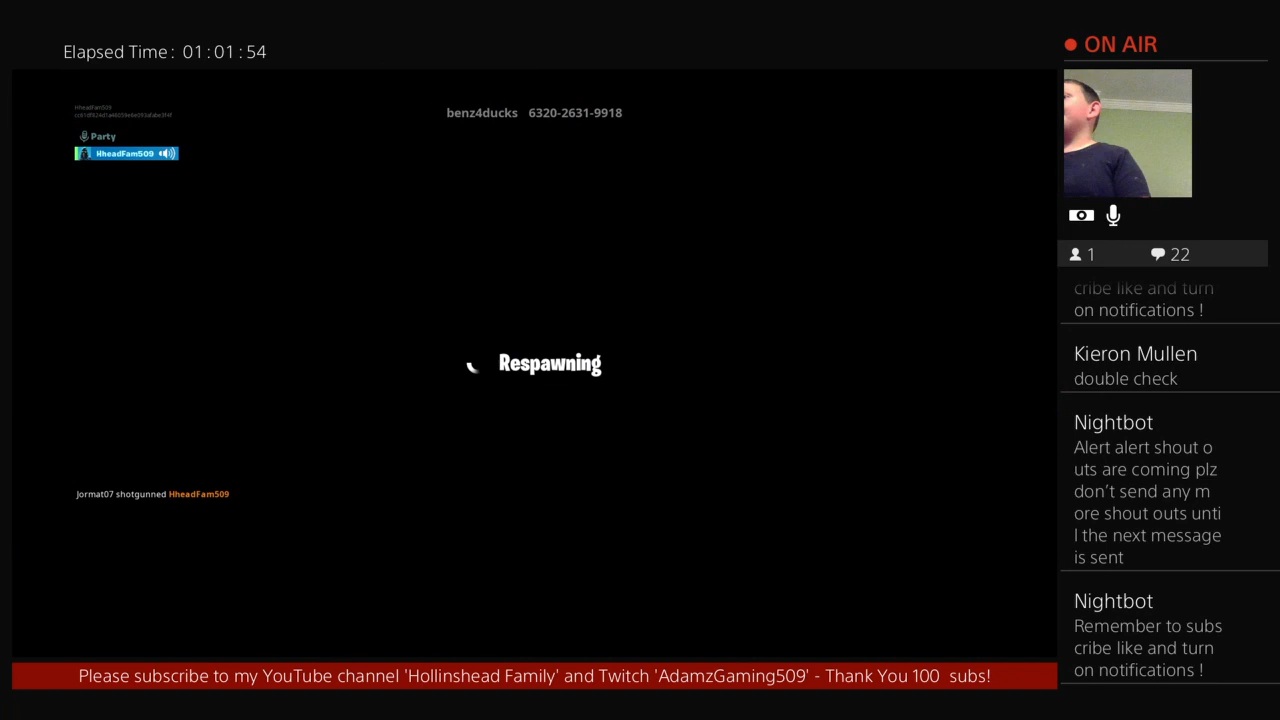 Elapsed Time: 01:01:54
ON AIR
HheadFam509
benz4ducks 6320-2631-9918
Party
HheadFam509
1 22
cribe like and turn
on notifications !
Kieron Mullen
double check
Respawning
Nightbot
Alert alert shout o
uts are coming plz
don't send any m
ore shout outs unti
l the next message
is sent
Jormat07 shotgunned HheadFam509
Nightbot
Remember to subs
cribe like and turn
on notifications !
Please subscribe to my YouTube channel 'Hollinshead Family' and Twitch 'AdamzGaming509' - Thank You 100 subs!